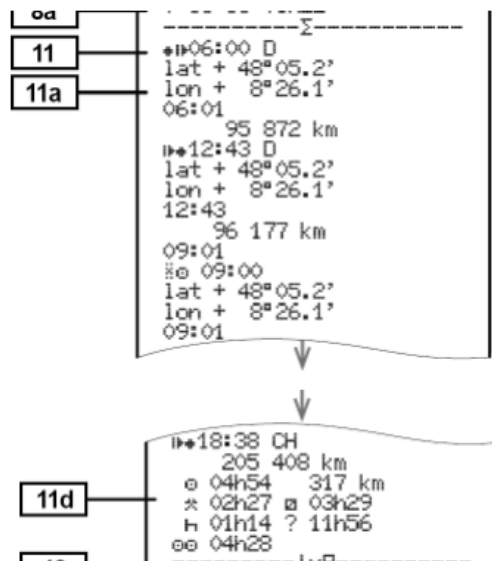 8a
-----------Σ-----------
11
06:00 D
lat + 48°05.2'
11a
lon + 8°26.1'
06:01
95 872 km
12:43 D
lat + 48°05.2'
lon + 8°26.1'
12:43
96 177 km
09:01
09:00
lat + 48°05.2'
lon + 8°26.1'
09:01
18:38 CH
205 408 km
04h54 317 km
11d
02h27 03h29
01h14 ? 11h56
04h28